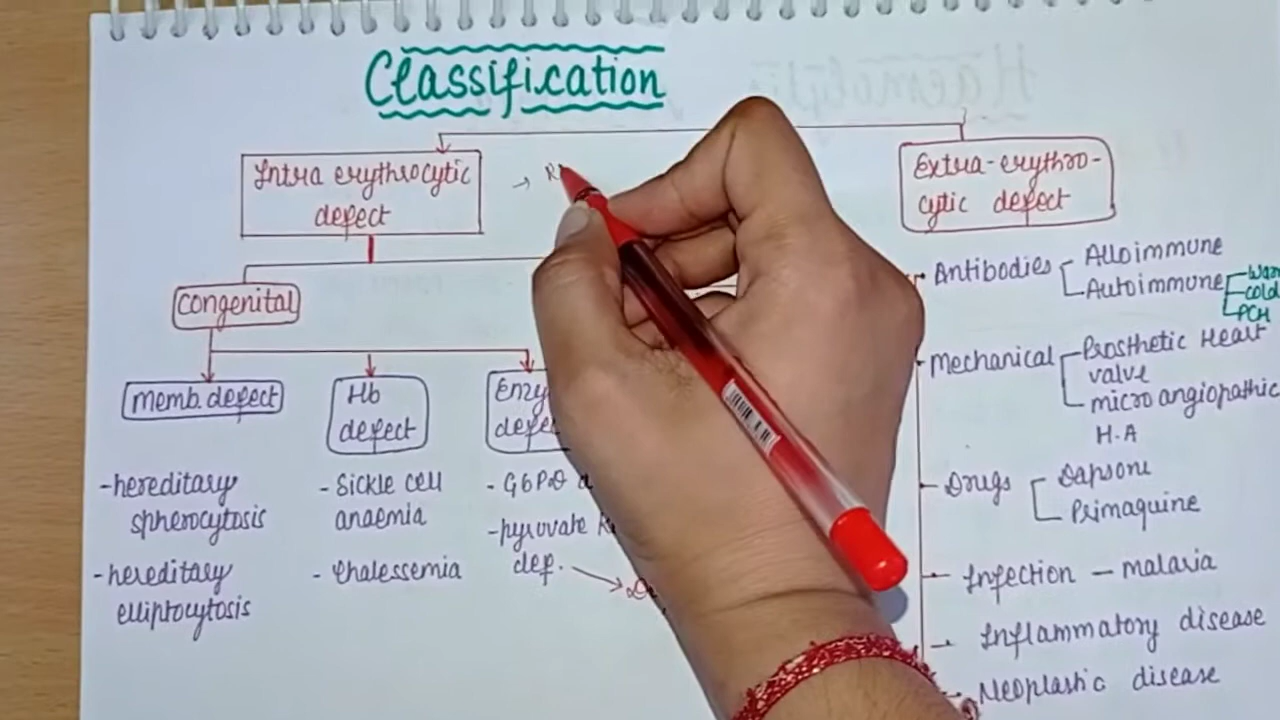 Classification
Intra erythrocytic
defect
→ R
Extra-erythro-
cytic defect
Congenital
memb. defect
Hb
defect
- hereditary
spherocytosis
- hereditary
elliptocytosis
- Sickle cell
anaemia
- thalessemia
- G6PD
- pyruvate
def.
Antibodies
Alloimmune
Autoimmune
cold
PCH
Mechanical
Prosthetic Heart
valve
micro angiopathic
H.A
Drugs
Dapsone
Primaquine
Infection - malaria
Inflammatory disease
Neoplastic disease